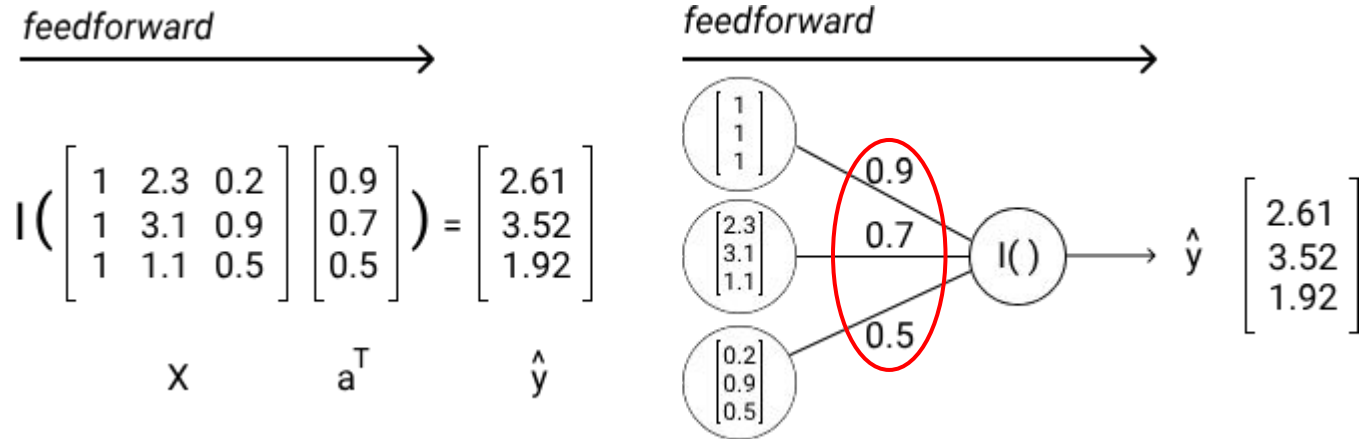 feedforward
I ( [ 1 2.3 0.2 ] [ 0.9 ] ) = [ 2.61 ]
[ 1 3.1 0.9 ] [ 0.7 ] [ 3.52 ]
[ 1 1.1 0.5 ] [ 0.5 ] [ 1.92 ]
X a^T ŷ
feedforward
1
1
1
2.3
3.1
1.1
0.2
0.9
0.5
0.9
0.7
0.5
I( )
ŷ
2.61
3.52
1.92